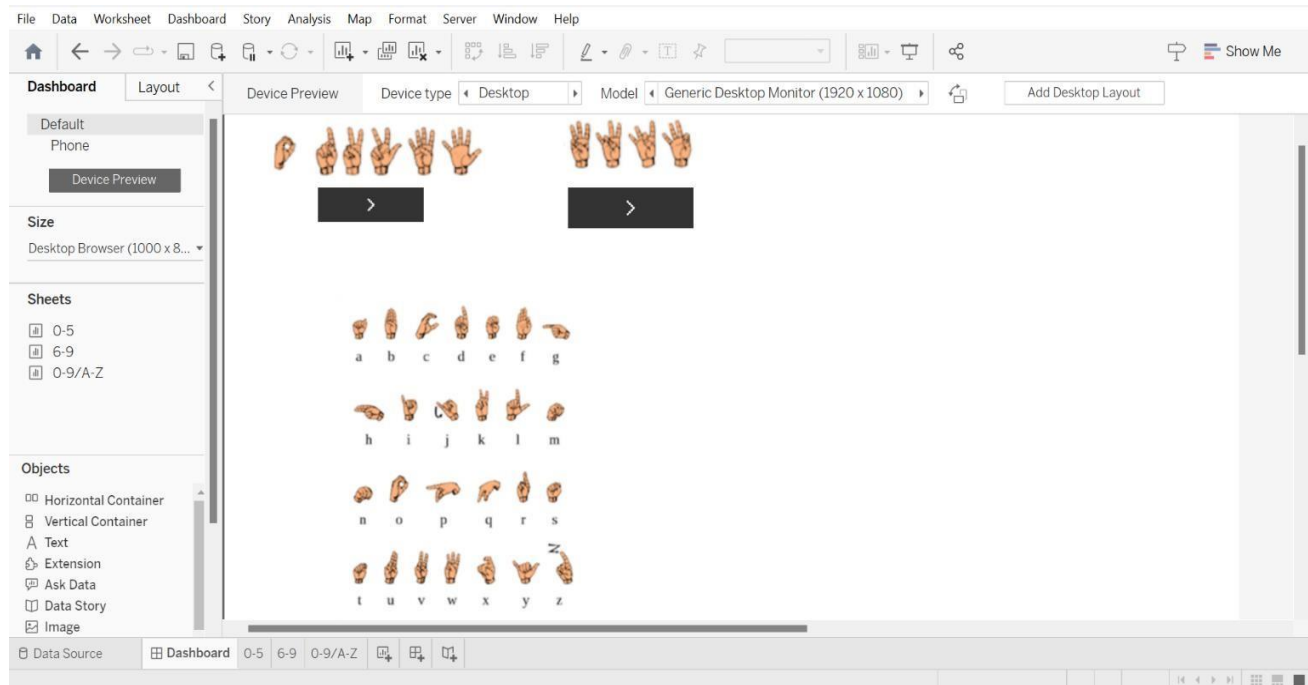 File Data Worksheet Dashboard Story Analysis Map Format Server Window Help
Show Me
Dashboard Layout
Device Preview Device type Desktop Model Generic Desktop Monitor (1920 x 1080) Add Desktop Layout
Default
Phone
Device Preview
Size
Desktop Browser (1000 x 8...
Sheets
0-5
6-9
0-9/A-Z
Objects
Horizontal Container
Vertical Container
A Text
Extension
Ask Data
Data Story
Image
a b c d e f g
h i j k l m
n o p q r s
z
t u v w x y z
Data Source Dashboard 0-5 6-9 0-9/A-Z